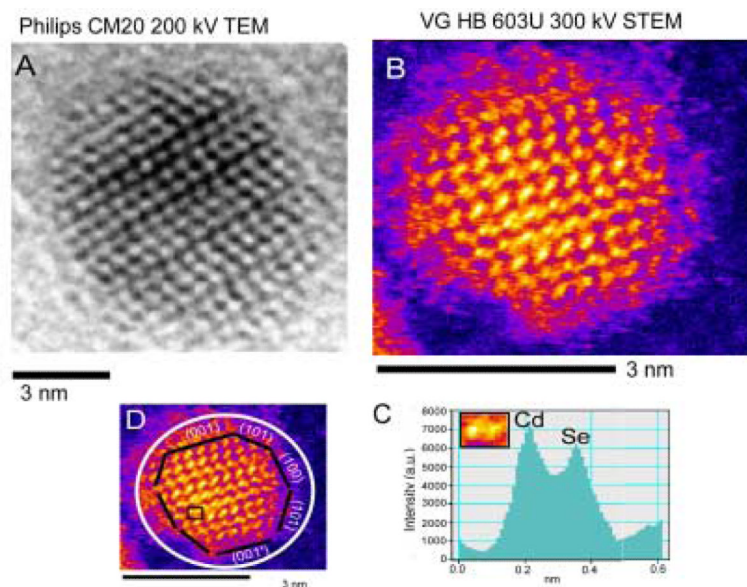 Philips CM20 200 kV TEM
VG HB 603U 300 kV STEM
A
B
3 nm
3 nm
D
(001)
(101)
(100)
(101)
(001')
3 nm
C
Cd
Se
8000
7000
6000
5000
4000
3000
2000
1000
0
Intensity (a.u.)
0.0
0.2
0.4
0.6
nm